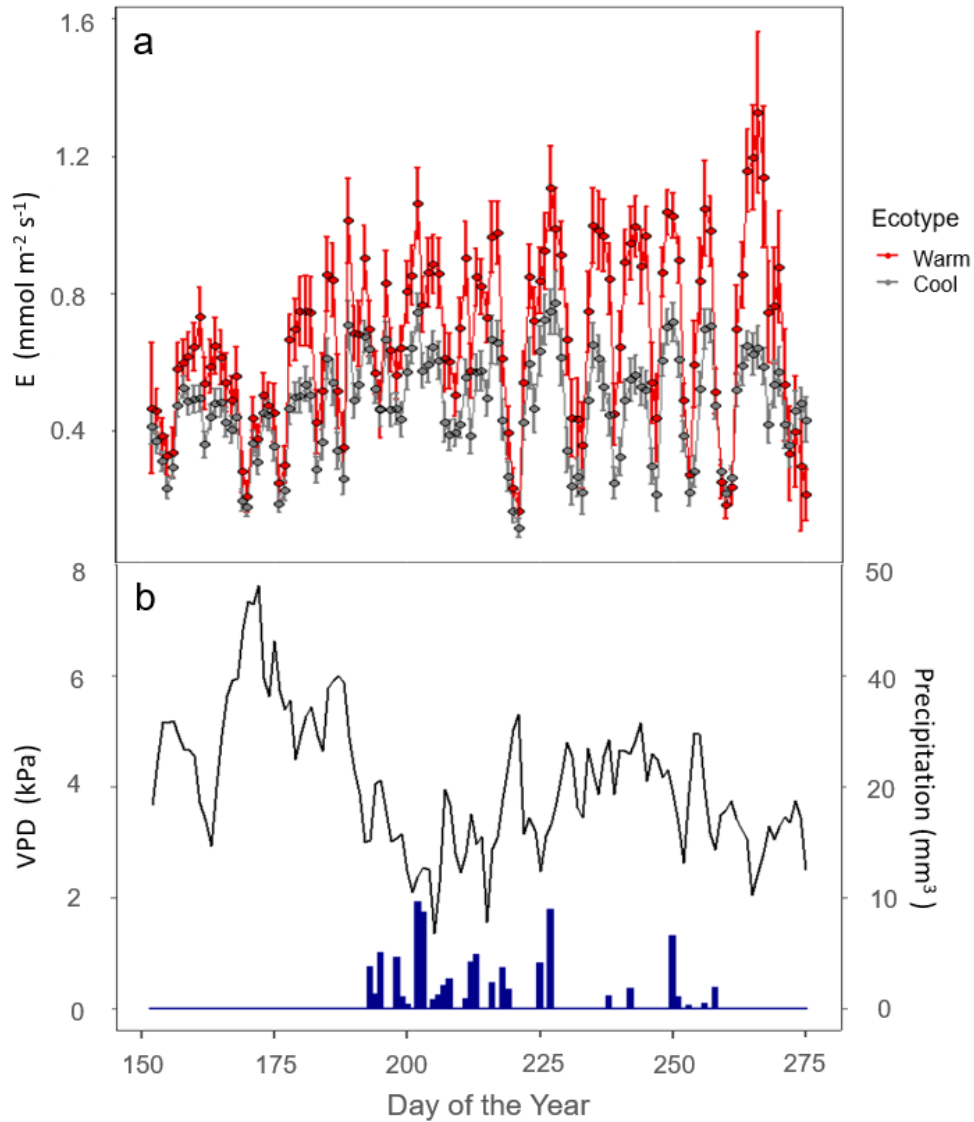 a
1.6
1.2
0.8
0.4
E (mmol m⁻² s⁻¹)
Ecotype
Warm
Cool
b
8
6
4
2
0
VPD (kPa)
50
40
20
10
0
Precipitation (mm³)
150 175 200 225 250 275
Day of the Year